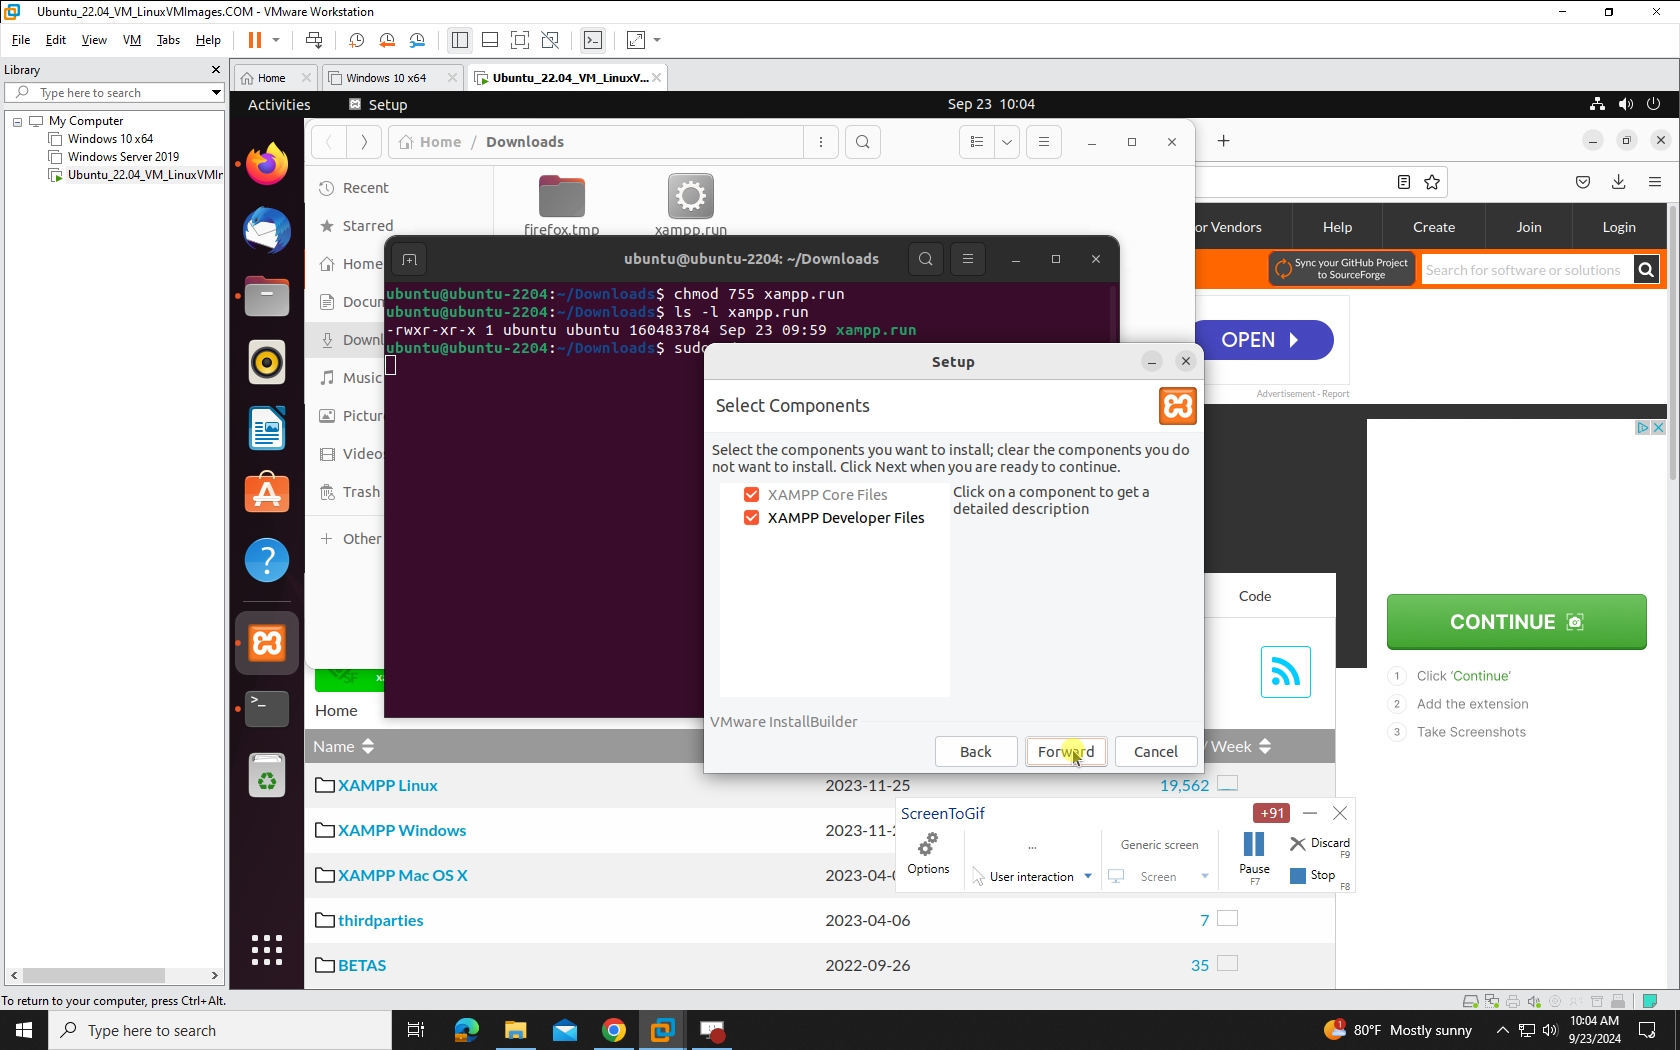 Ubuntu_22.04_VM_LinuxVMImages.COM - VMware Workstation
File Edit View VM Tabs Help
Library
Type here to search
My Computer
Windows 10 x64
Windows Server 2019
Ubuntu_22.04_VM_LinuxVMIr
Home
Windows 10 x64
Ubuntu_22.04_VM_LinuxV...
Activities
Setup
Sep 23 10:04
Home / Downloads
Recent
Starred
Home
Docun
Downl
Music
Pictur
Videos
Trash
Other
firefox.tmp
xampp.run
ubuntu@ubuntu-2204: ~/Downloads
ubuntu@ubuntu-2204:~/Downloads$ chmod 755 xampp.run
ubuntu@ubuntu-2204:~/Downloads$ ls -l xampp.run
-rwxr-xr-x 1 ubuntu ubuntu 160483784 Sep 23 09:59 xampp.run
ubuntu@ubuntu-2204:~/Downloads$ sudo
Setup
Select Components
Select the components you want to install; clear the components you do
not want to install. Click Next when you are ready to continue.
XAMPP Core Files
XAMPP Developer Files
Click on a component to get a
detailed description
VMware InstallBuilder
Back
Forward
Cancel
or Vendors
Help
Create
Join
Login
Sync your GitHub Project
to SourceForge
Search for software or solutions
OPEN
Advertisement - Report
Code
CONTINUE
1 Click 'Continue'
2 Add the extension
3 Take Screenshots
SF
Home
Name
/ Week
XAMPP Linux 2023-11-25 19,562
XAMPP Windows 2023-11-2
XAMPP Mac OS X 2023-04-0
thirdparties 2023-04-06 7
BETAS 2022-09-26 35
ScreenToGif
+91
Options
...
User interaction
Generic screen
Screen
Pause
F7
Discard
F9
Stop
F8
To return to your computer, press Ctrl+Alt.
Type here to search
1
80°F Mostly sunny
10:04 AM
9/23/2024